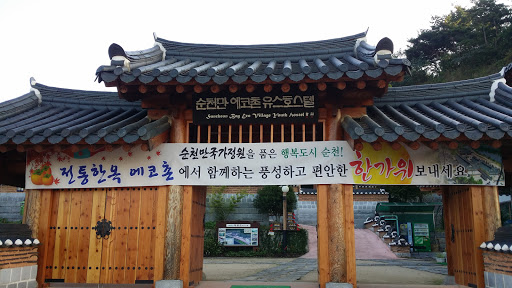 순천만 에코촌 유스호스텔
Suncheon Bay Eco Village Youth hostel
순천만국가정원을 품은 행복도시 순천!
전통한옥 에코촌에서 함께하는 풍성하고 편안한 한가위 보내세요